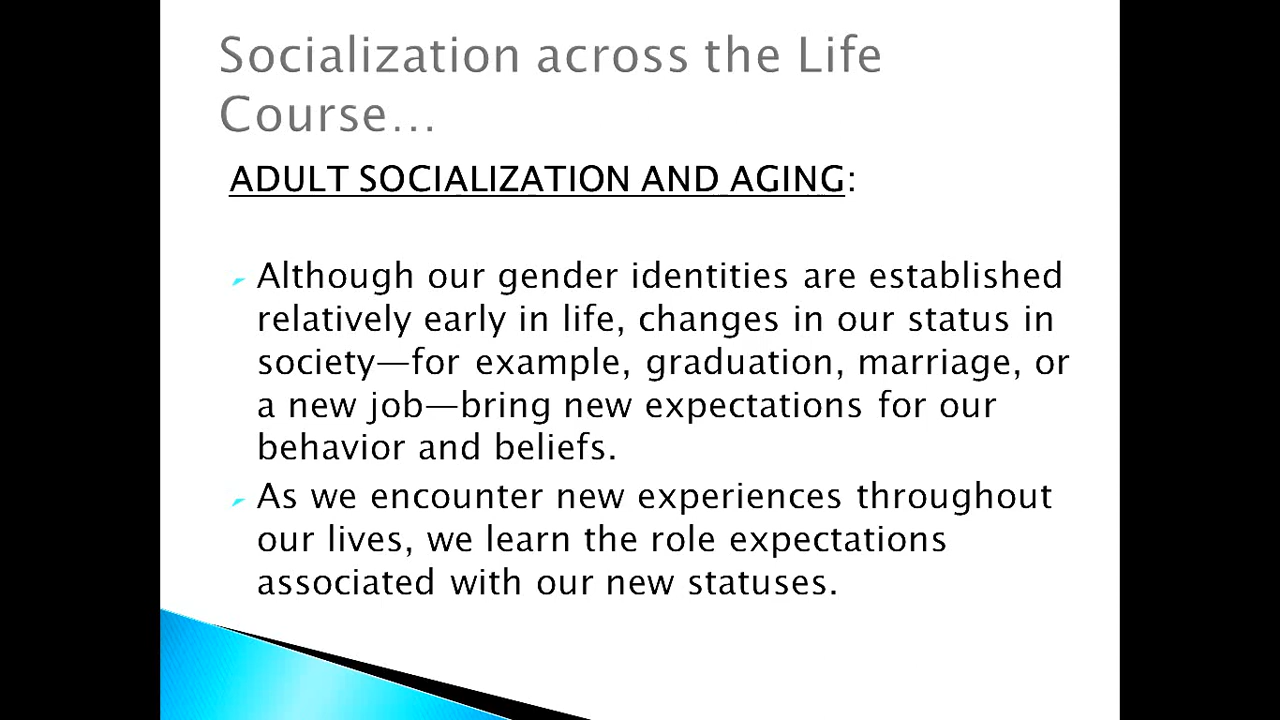 Socialization across the Life
Course…
ADULT SOCIALIZATION AND AGING:
Although our gender identities are established
relatively early in life, changes in our status in
society—for example, graduation, marriage, or
a new job—bring new expectations for our
behavior and beliefs.
As we encounter new experiences throughout
our lives, we learn the role expectations
associated with our new statuses.